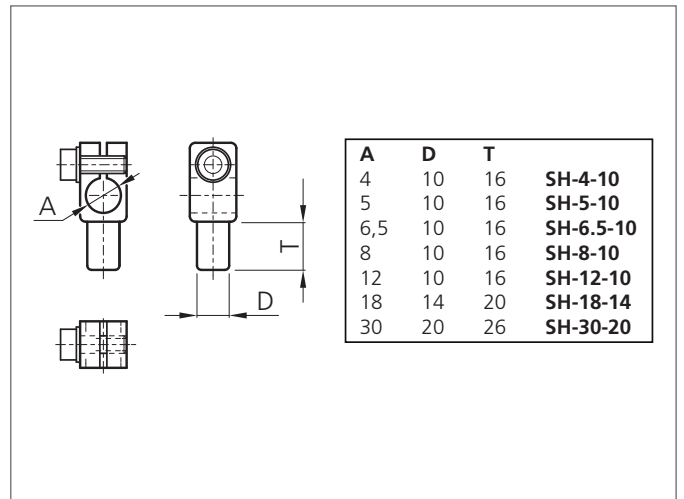 A
T
D
A D T
4 10 16 SH-4-10
5 10 16 SH-5-10
6,5 10 16 SH-6.5-10
8 10 16 SH-8-10
12 10 16 SH-12-10
18 14 20 SH-18-14
30 20 26 SH-30-20